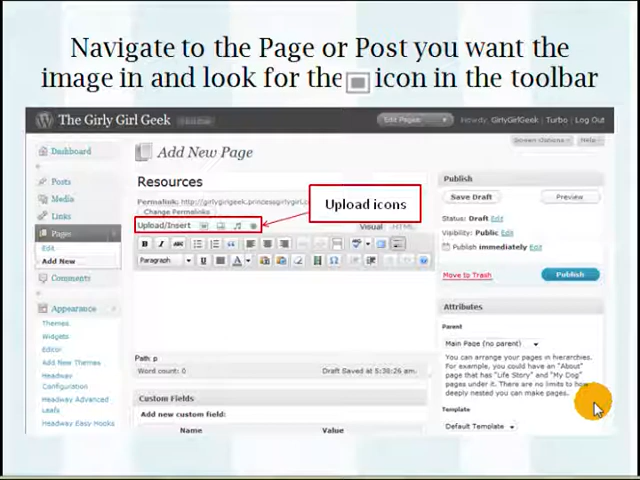 Navigate to the Page or Post you want the
image in and look for the icon in the toolbar
The Girly Girl Geek
Edit Pages
Howdy, GirlyGirlGeek | Turbo | Log Out
Screen Options
Help
Dashboard
Add New Page
Posts
Media
Links
Pages
Edit
Add New
Comments
Appearance
Themes
Widgets
Editor
Add New Themes
Headway
Configuration
Headway Advanced
Leafs
Headway Easy Hooks
Resources
Permalink: http://girlygirlgeek.princessgirlygirl.
Change Permalinks
Upload/Insert
Upload icons
Visual
HTML
Paragraph
Path: p
Word count: 0
Draft Saved at 5:38:26 am.
Custom Fields
Add new custom field:
Name
Value
Publish
Save Draft
Preview
Status: Draft Edit
Visibility: Public Edit
Publish immediately Edit
Move to Trash
Publish
Attributes
Parent
Main Page (no parent)
You can arrange your pages in hierarchies.
For example, you could have an "About"
page that has "Life Story" and "My Dog"
pages under it. There are no limits to how
deeply nested you can make pages.
Template
Default Template